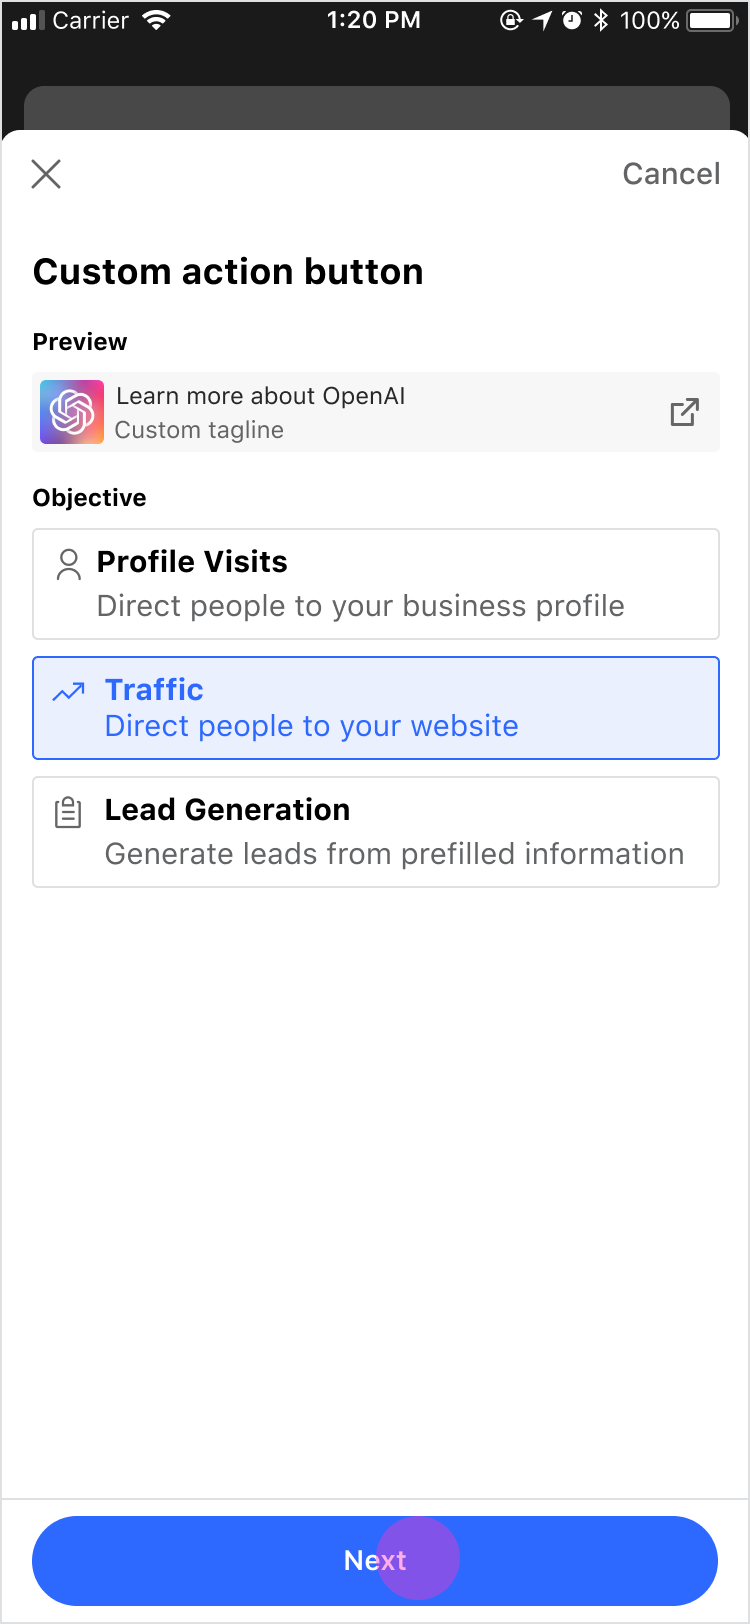 Carrier 1:20 PM 100%
Cancel
Custom action button
Preview
Learn more about OpenAI
Custom tagline
Objective
Profile Visits
Direct people to your business profile
Traffic
Direct people to your website
Lead Generation
Generate leads from prefilled information
Next